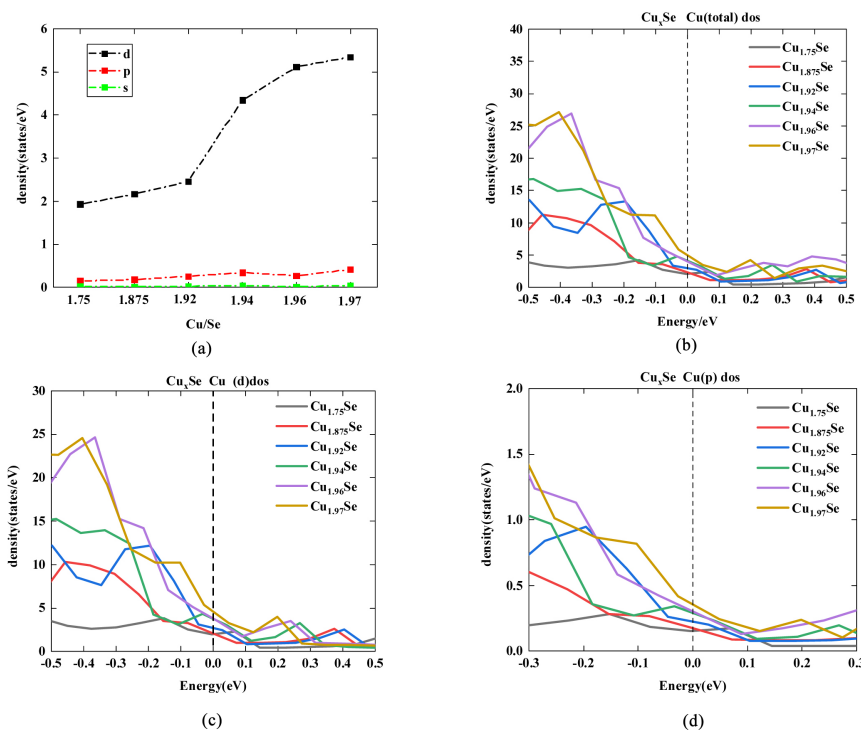 6
5
4
3
2
1
0
density(states/eV)
d
p
s
1.75 1.875 1.92 1.94 1.96 1.97
Cu/Se
(a)
CuₓSe Cu(total) dos
40
35
30
25
20
15
10
5
0
density(states/eV)
Cu₁.₇₅Se
Cu₁.₈₇₅Se
Cu₁.₉₂Se
Cu₁.₉₄Se
Cu₁.₉₆Se
Cu₁.₉₇Se
-0.5 -0.4 -0.3 -0.2 -0.1 0.0 0.1 0.2 0.3 0.4 0.5
Energy/eV
(b)
CuₓSe Cu (d)dos
30
25
20
15
10
5
0
density(states/eV)
Cu₁.₇₅Se
Cu₁.₈₇₅Se
Cu₁.₉₂Se
Cu₁.₉₄Se
Cu₁.₉₆Se
Cu₁.₉₇Se
-0.5 -0.4 -0.3 -0.2 -0.1 0.0 0.1 0.2 0.3 0.4 0.5
Energy(eV)
(c)
CuₓSe Cu(p) dos
2.0
1.5
1.0
0.5
0.0
density(states/eV)
Cu₁.₇₅Se
Cu₁.₈₇₅Se
Cu₁.₉₂Se
Cu₁.₉₄Se
Cu₁.₉₆Se
Cu₁.₉₇Se
-0.3 -0.2 -0.1 0.0 0.1 0.2 0.3
Energy(eV)
(d)